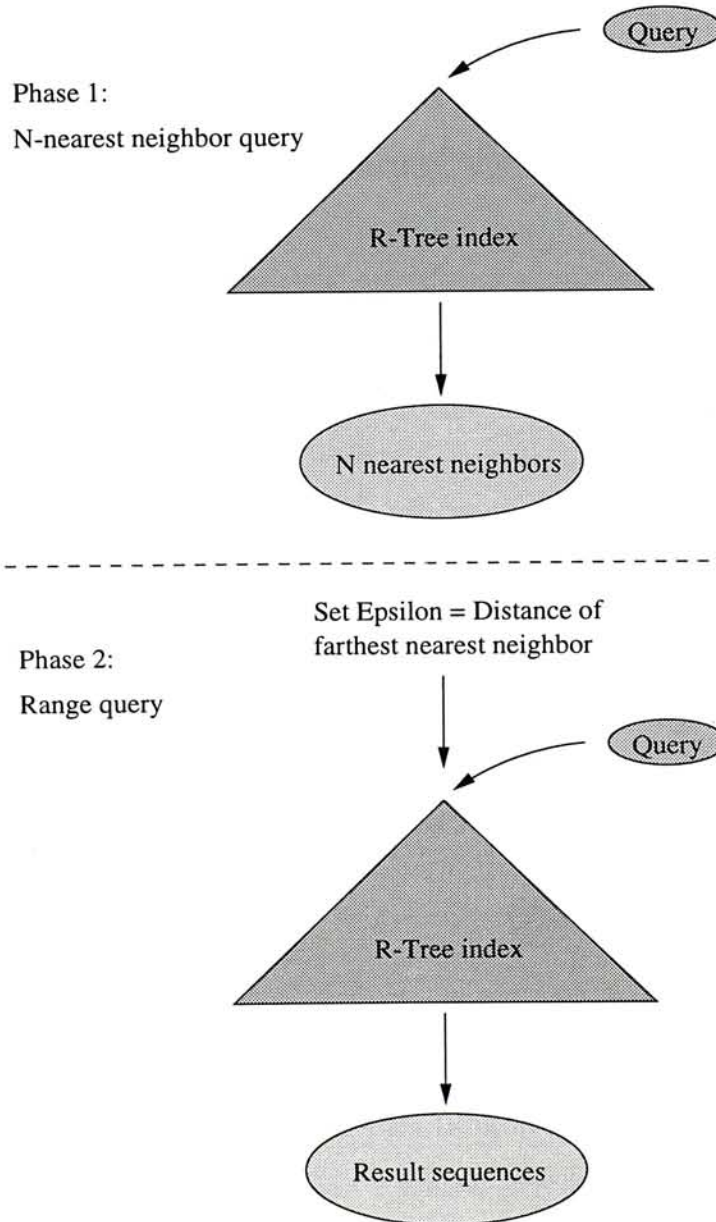 Query
Phase 1:
N-nearest neighbor query
R-Tree index
N nearest neighbors
Set Epsilon = Distance of
farthest nearest neighbor
Phase 2:
Range query
Query
R-Tree index
Result sequences